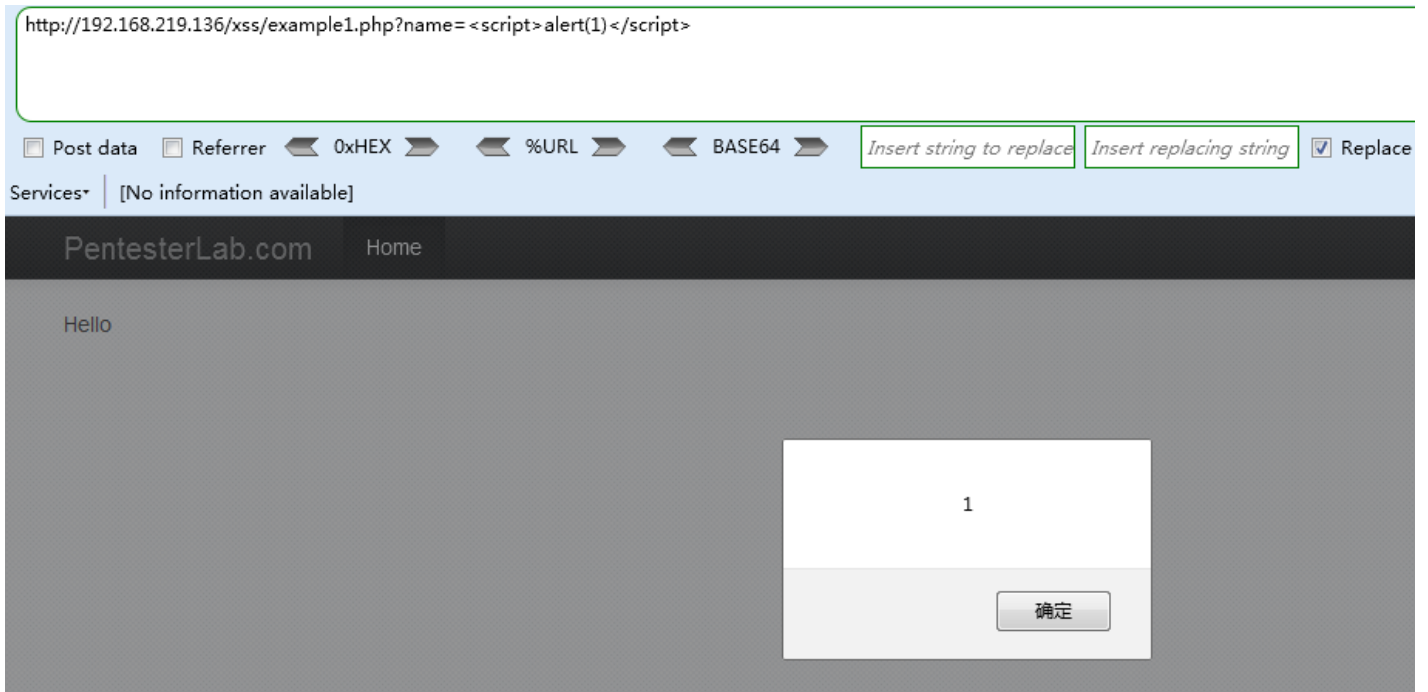 http://192.168.219.136/xss/example1.php?name=<script>alert(1)</script>
Post data Referrer 0xHEX %URL BASE64 Insert string to replace Insert replacing string Replace
Services [No information available]
PentesterLab.com Home
Hello
1
确定